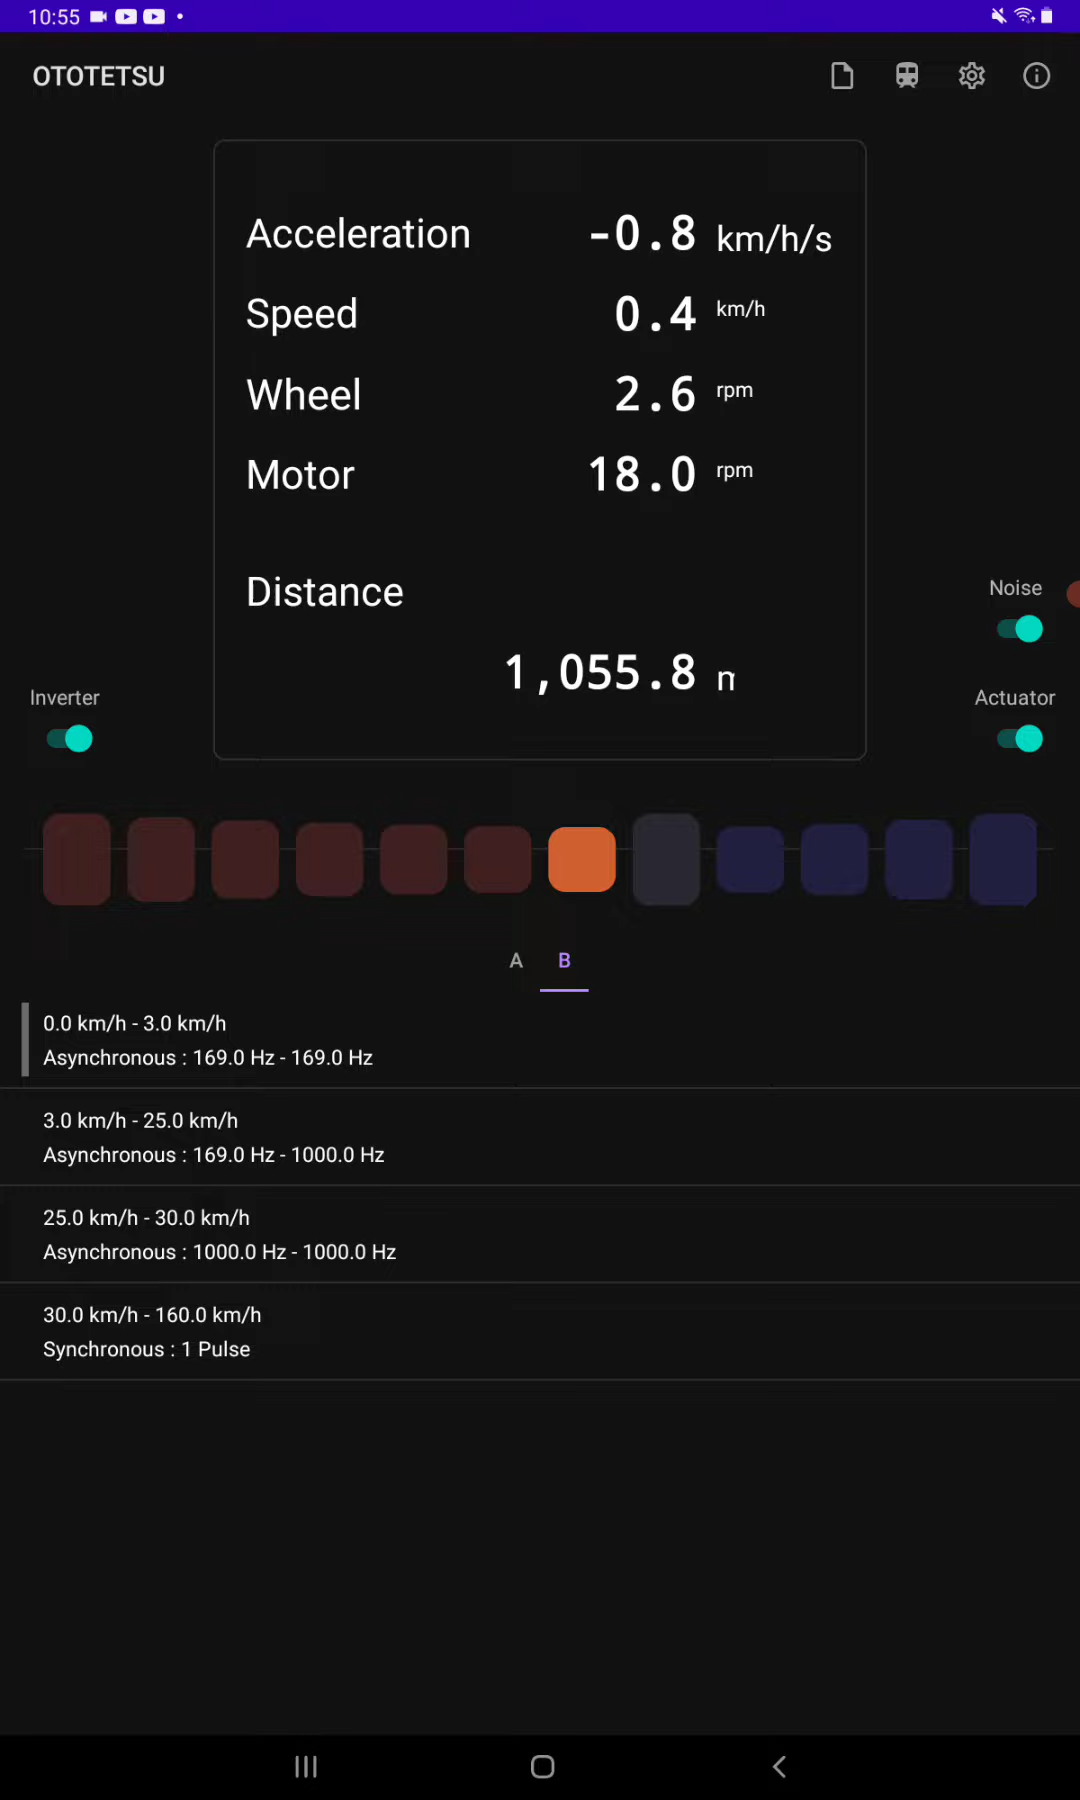 10:55
OTOTETSU
Acceleration -0.8 km/h/s
Speed 0.4 km/h
Wheel 2.6 rpm
Motor 18.0 rpm
Distance
1,055.8
Noise
Inverter
Actuator
A B
0.0 km/h - 3.0 km/h
Asynchronous : 169.0 Hz - 169.0 Hz
3.0 km/h - 25.0 km/h
Asynchronous : 169.0 Hz - 1000.0 Hz
25.0 km/h - 30.0 km/h
Asynchronous : 1000.0 Hz - 1000.0 Hz
30.0 km/h - 160.0 km/h
Synchronous : 1 Pulse